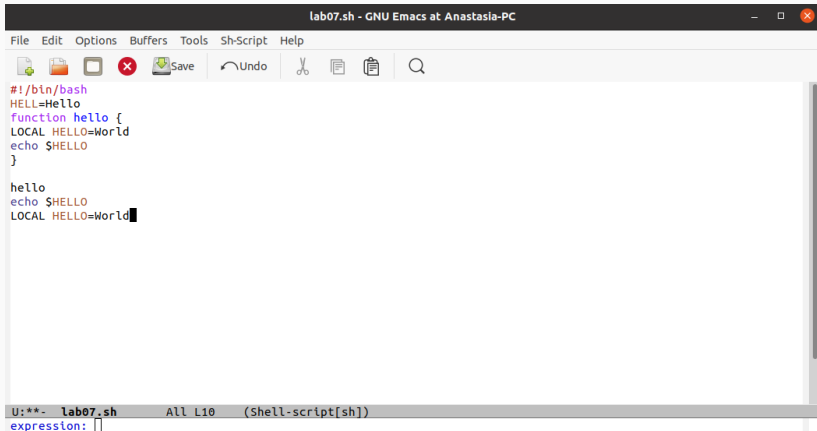 lab07.sh - GNU Emacs at Anastasia-PC
File Edit Options Buffers Tools Sh-Script Help
Save Undo
#!/bin/bash
HELL=Hello
function hello {
LOCAL HELLO=World
echo $HELLO
}
hello
echo $HELLO
LOCAL HELLO=World
U:**- lab07.sh All L10 (Shell-script[sh])
expression: